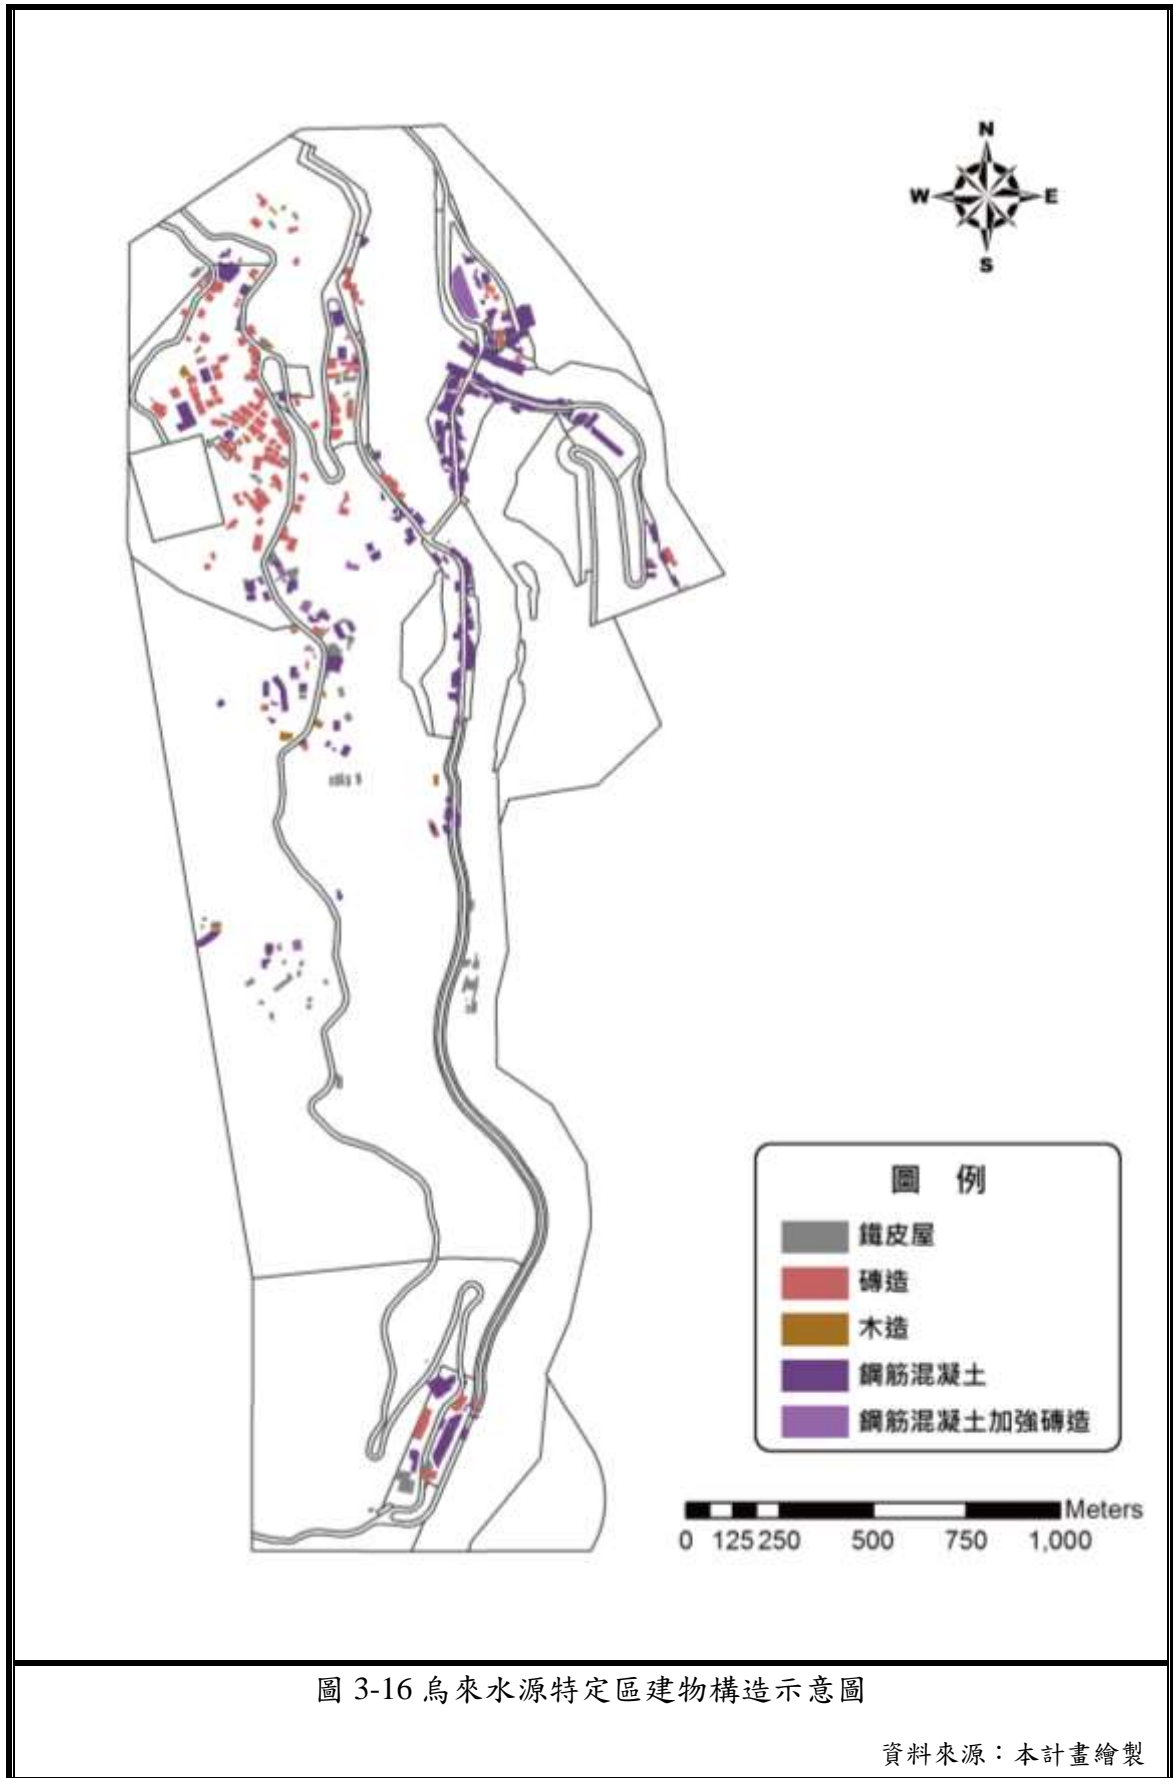 N
W E
S
圖 例
鐵皮屋
磚造
木造
鋼筋混凝土
鋼筋混凝土加強磚造
Meters
0 125 250 500 750 1,000
圖 3-16 烏來水源特定區建物構造示意圖
資料來源：本計畫繪製